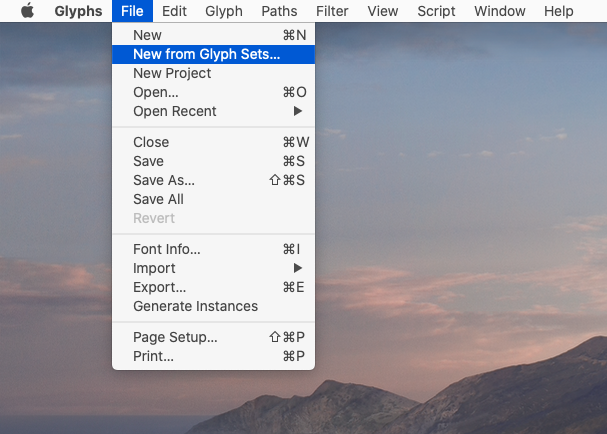 Glyphs File Edit Glyph Paths Filter View Script Window Help
New ⌘N
New from Glyph Sets...
New Project
Open... ⌘O
Open Recent ▶
Close ⌘W
Save ⌘S
Save As... ⇧⌘S
Save All
Revert
Font Info... ⌘I
Import ▶
Export... ⌘E
Generate Instances
Page Setup... ⇧⌘P
Print... ⌘P